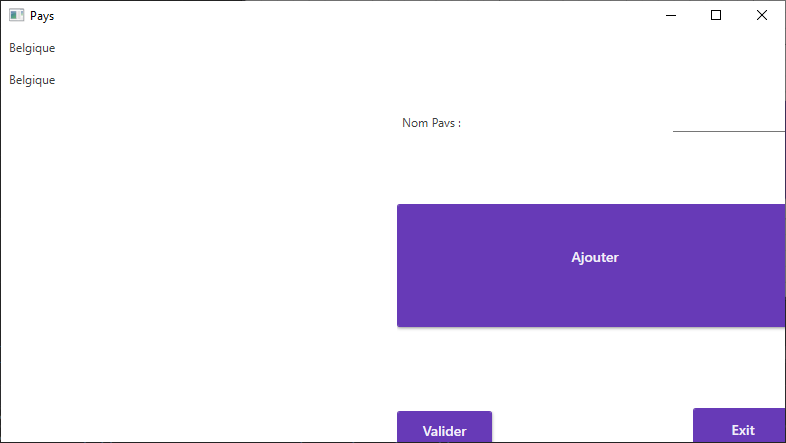 Pays
Belgique
Belgique
Nom Pays :
Ajouter
Valider
Exit